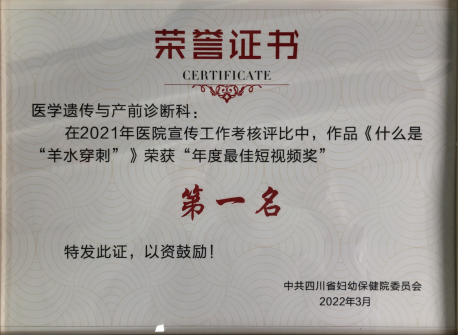 荣誉证书
CERTIFICATE
医学遗传与产前诊断科：
在2021年医院宣传工作考核评比中，作品《什么是
“羊水穿刺”》荣获“年度最佳短视频奖”
第一名
特发此证，以资鼓励！
中共四川省妇幼保健院委员会
2022年3月